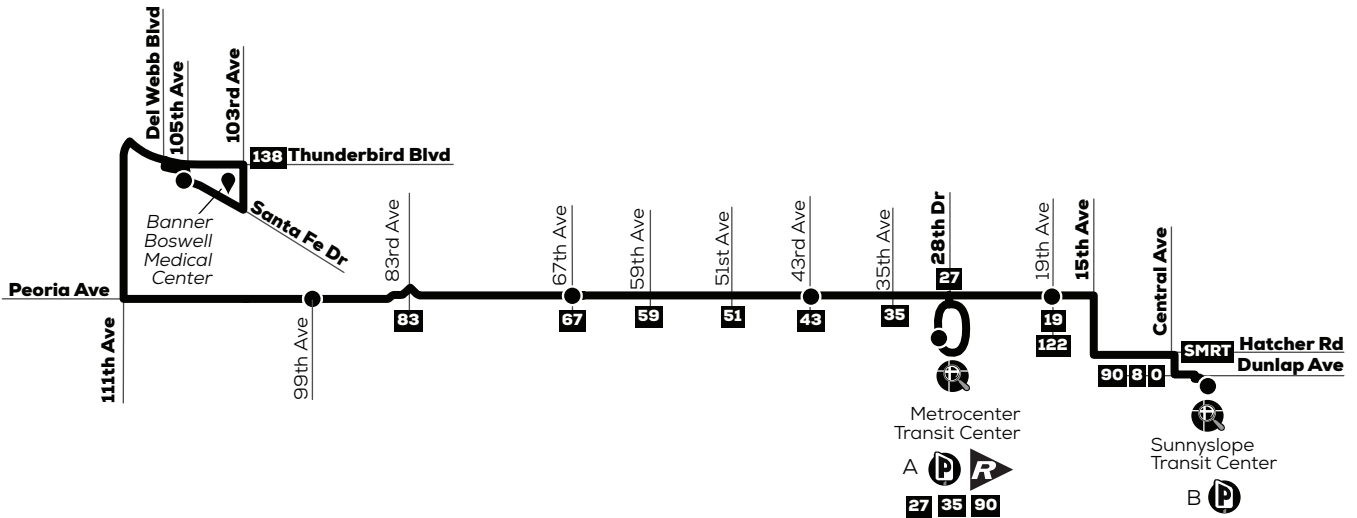 Del Webb Blvd
105th Ave
103rd Ave
138 Thunderbird Blvd
Banner
Boswell
Medical
Center
Santa Fe Dr
Peoria Ave
111th Ave
99th Ave
83rd Ave
83
67th Ave
67
59th Ave
59
51st Ave
51
43rd Ave
43
35th Ave
35
28th Dr
27
19th Ave
19
122
15th Ave
Central Ave
SMRT Hatcher Rd
90 8 0
Dunlap Ave
Metrocenter
Transit Center
A P R
27 35 90
Sunnyslope
Transit Center
B P